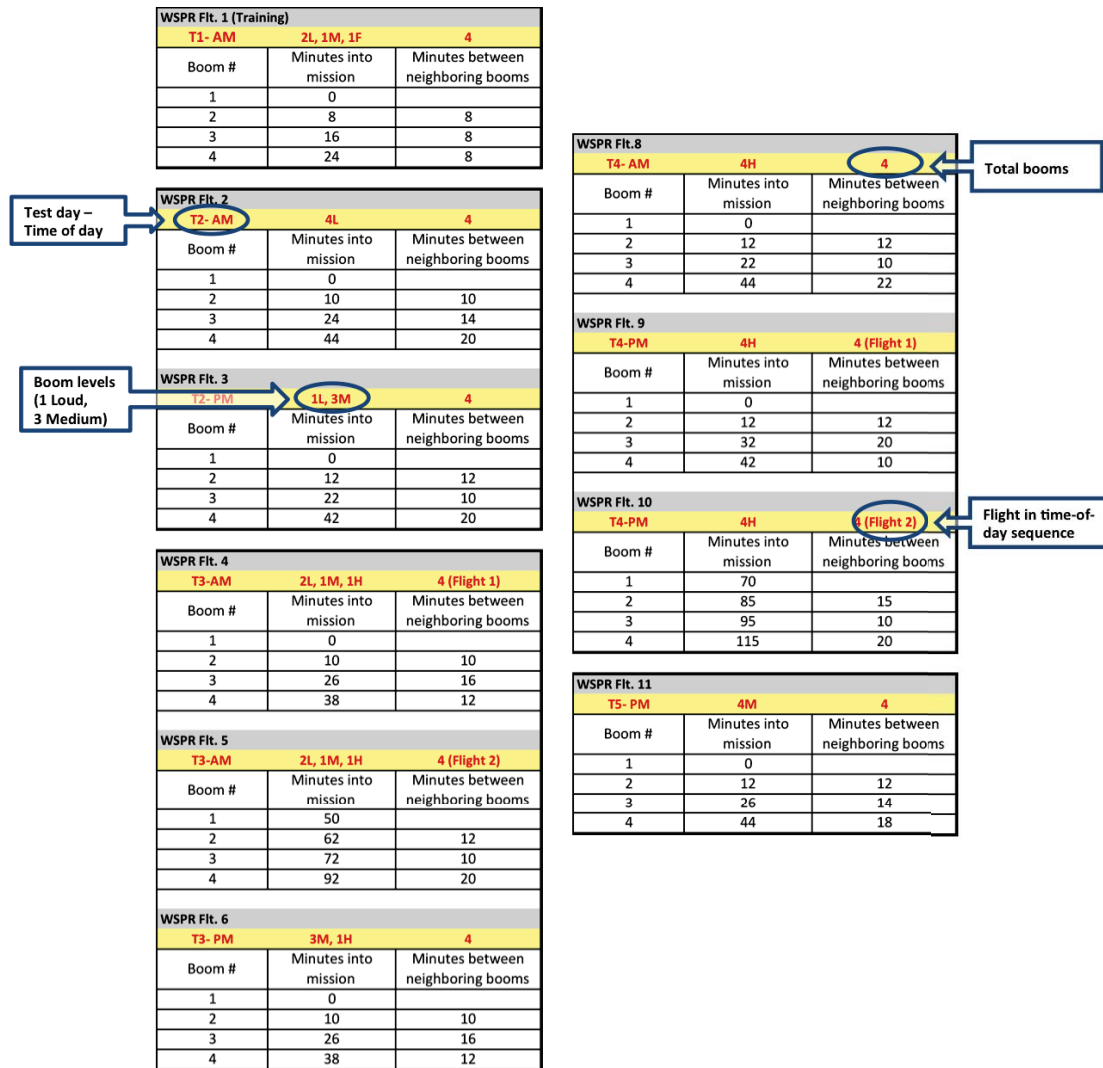 WSPR Flt. 1 (Training)
T1- AM 2L, 1M, 1F 4
Boom # Minutes into mission Minutes between neighboring booms
1 0
2 8 8
3 16 8
4 24 8
Test day –
Time of day
WSPR Flt. 2
T2- AM 4L 4
Boom # Minutes into mission Minutes between neighboring booms
1 0
2 10 10
3 24 14
4 44 20
Boom levels
(1 Loud,
3 Medium)
WSPR Flt. 3
T2- PM 1L, 3M 4
Boom # Minutes into mission Minutes between neighboring booms
1 0
2 12 12
3 22 10
4 42 20
WSPR Flt. 4
T3-AM 2L, 1M, 1H 4 (Flight 1)
Boom # Minutes into mission Minutes between neighboring booms
1 0
2 10 10
3 26 16
4 38 12
WSPR Flt. 5
T3-AM 2L, 1M, 1H 4 (Flight 2)
Boom # Minutes into mission Minutes between neighboring booms
1 50
2 62 12
3 72 10
4 92 20
WSPR Flt. 6
T3- PM 3M, 1H 4
Boom # Minutes into mission Minutes between neighboring booms
1 0
2 10 10
3 26 16
4 38 12
WSPR Flt.8
T4- AM 4H 4
Total booms
Boom # Minutes into mission Minutes between neighboring booms
1 0
2 12 12
3 22 10
4 44 22
WSPR Flt. 9
T4-PM 4H 4 (Flight 1)
Boom # Minutes into mission Minutes between neighboring booms
1 0
2 12 12
3 32 20
4 42 10
WSPR Flt. 10
T4-PM 4H 4 (Flight 2)
Flight in time-of-
day sequence
Boom # Minutes into mission Minutes between neighboring booms
1 70
2 85 15
3 95 10
4 115 20
WSPR Flt. 11
T5- PM 4M 4
Boom # Minutes into mission Minutes between neighboring booms
1 0
2 12 12
3 26 14
4 44 18